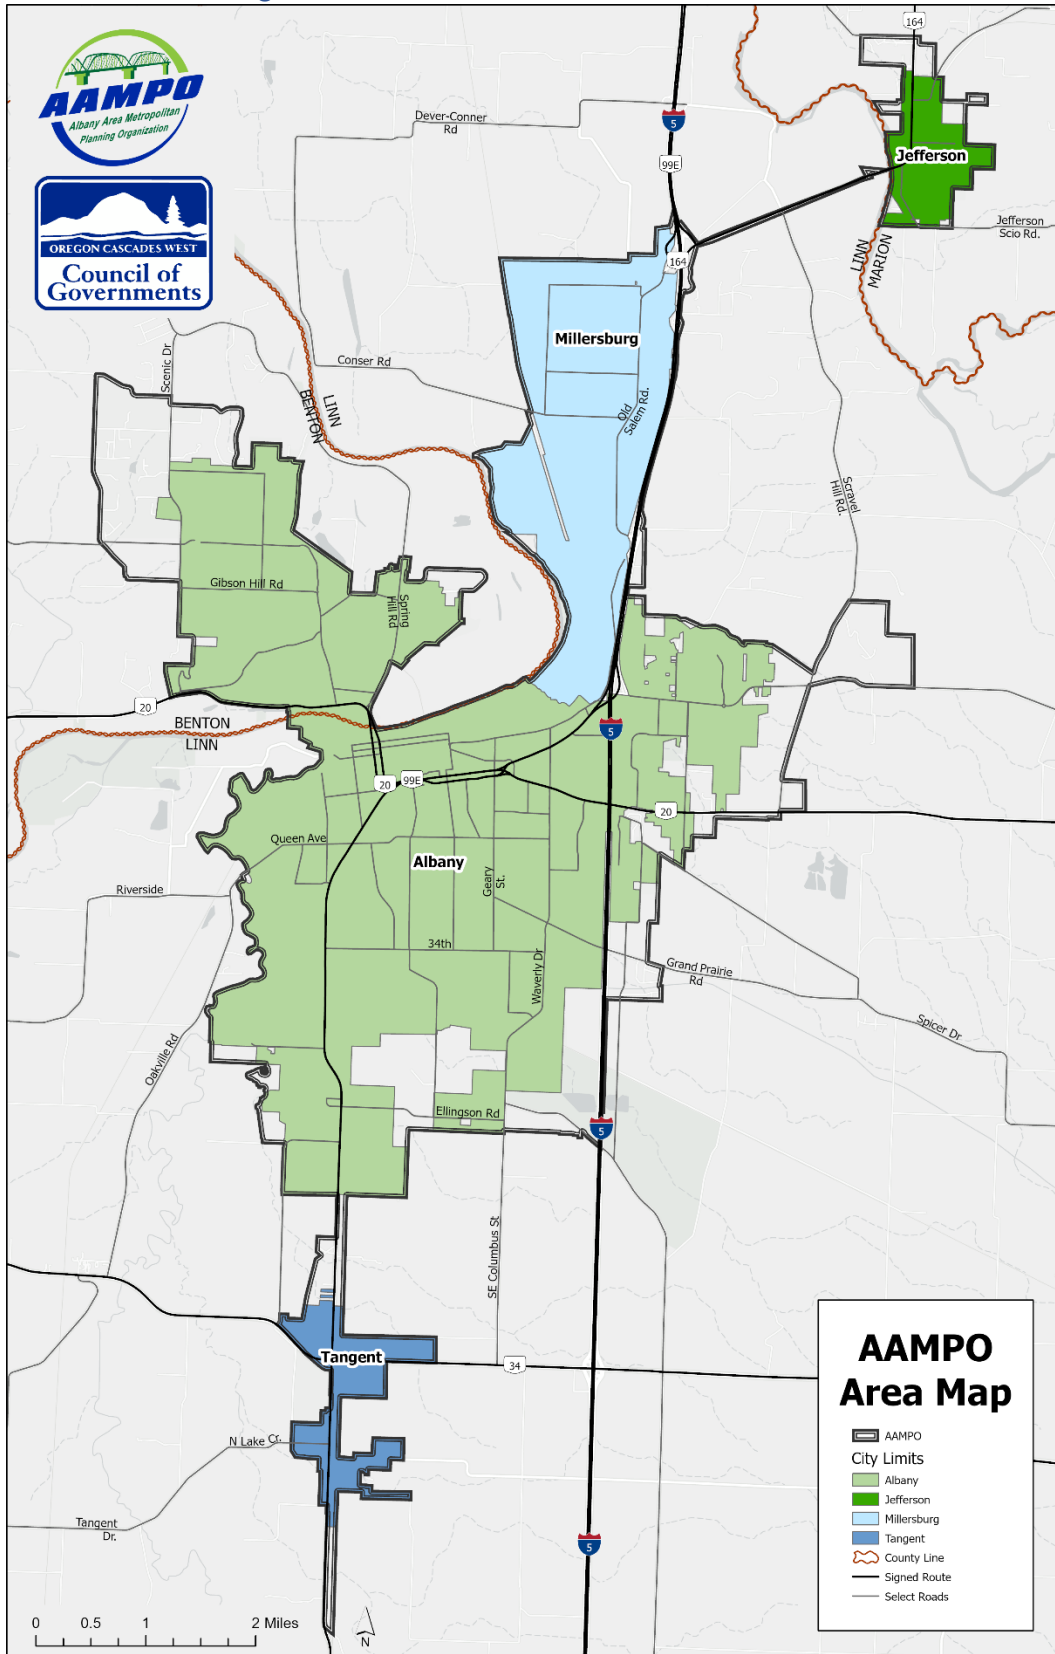 AAMPO
Albany Area Metropolitan
Planning Organization
OREGON CASCADES WEST
Council of
Governments
164
Dever-Conner
Rd
5
99E
Jefferson
Jefferson
Scio Rd.
LINN
MARION
164
Millersburg
Scenic Dr
Conser Rd
LINN
BENTON
Old
Salem Rd.
Scravel
Hill Rd.
Gibson Hill Rd
Spring
Hill Rd
20
BENTON
LINN
5
20
99E
20
Queen Ave
Albany
Geary
St.
Riverside
34th
Waverly Dr
Grand Prairie
Rd
Spicer Dr
Oakville Rd
Ellingson Rd
5
SE Columbus St
Tangent
34
N Lake Cr.
Tangent
Dr.
5
AAMPO
Area Map
AAMPO
City Limits
Albany
Jefferson
Millersburg
Tangent
County Line
Signed Route
Select Roads
0 0.5 1 2 Miles
N